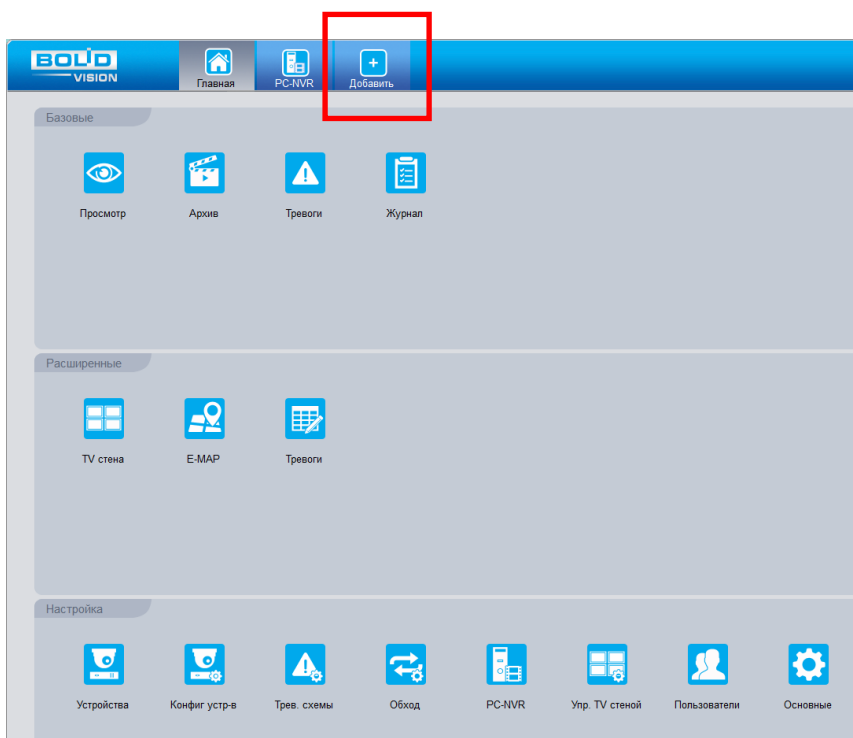 BOLID
VISION
Главная
PC-NVR
Добавить
Базовые
Просмотр
Архив
Тревоги
Журнал
Расширенные
TV стена
E-MAP
Тревоги
Настройка
Устройства
Конфиг устр-в
Трев. схемы
Обход
PC-NVR
Упр. TV стеной
Пользователи
Основные